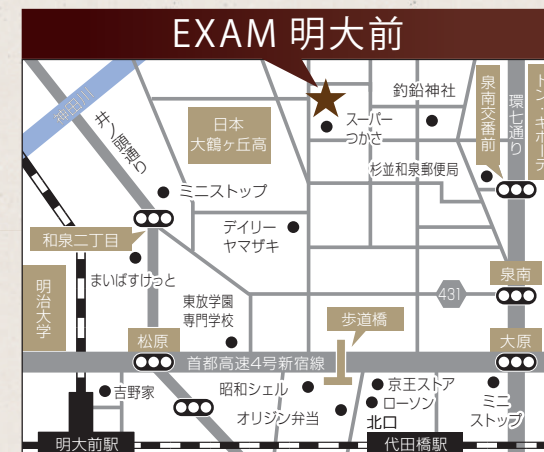 EXAM 明大前
神田川
井ノ頭通り
日本
大鶴ヶ丘高
スーパー
つかさ
釣鉛神社
泉南交番前
環七通り
ドン・キホーテ
杉並和泉郵便局
ミニストップ
デイリー
ヤマザキ
和泉二丁目
まいばすけっと
明治大学
東放学園
専門学校
歩道橋
431
泉南
松原
首都高速4号新宿線
大原
吉野家
昭和シェル
オリジン弁当
京王ストア
ローソン
北口
ミニ
ストップ
明大前駅
代田橋駅